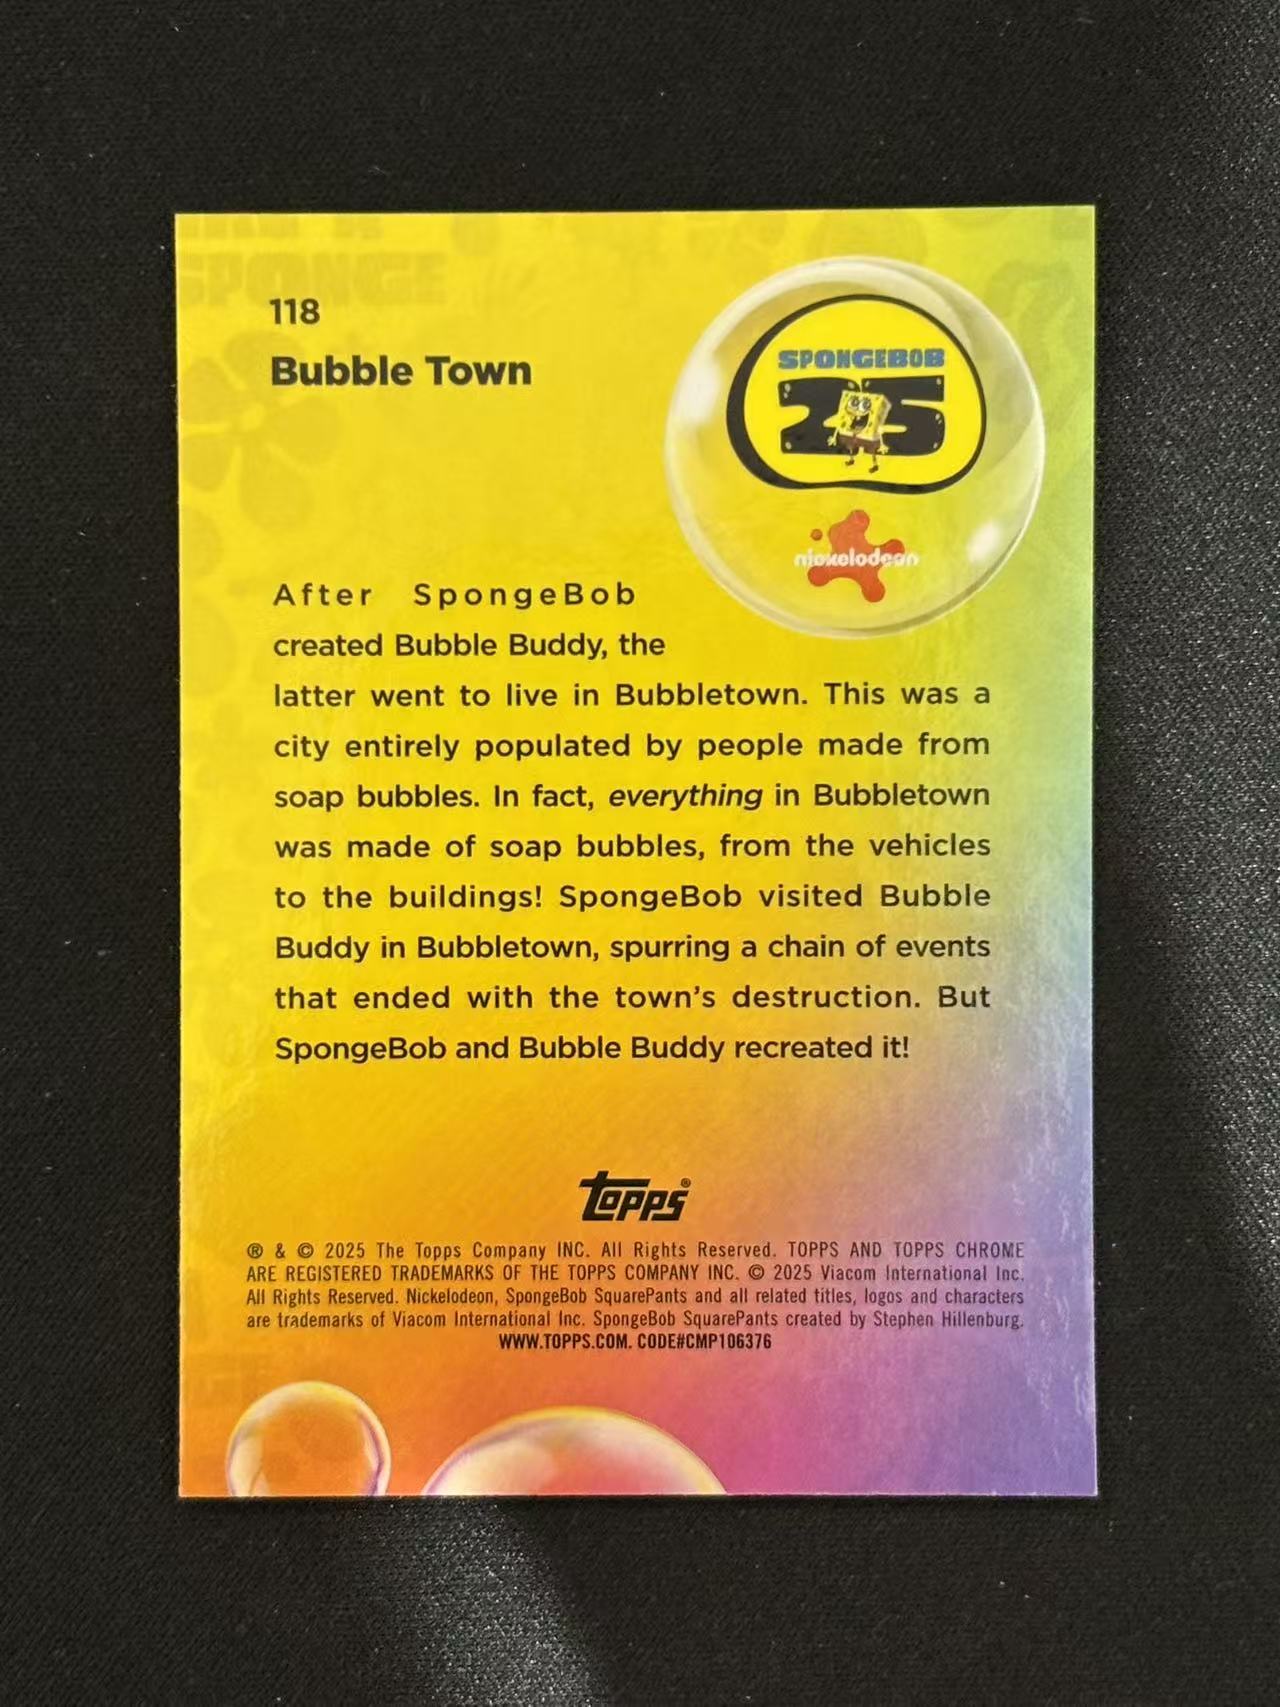 118
Bubble Town
SPONGEBOB
25
nickelodeon
After SpongeBob
created Bubble Buddy, the
latter went to live in Bubbletown. This was a
city entirely populated by people made from
soap bubbles. In fact, everything in Bubbletown
was made of soap bubbles, from the vehicles
to the buildings! SpongeBob visited Bubble
Buddy in Bubbletown, spurring a chain of events
that ended with the town's destruction. But
SpongeBob and Bubble Buddy recreated it!
TOPPS®
® & © 2025 The Topps Company INC. All Rights Reserved. TOPPS AND TOPPS CHROME
ARE REGISTERED TRADEMARKS OF THE TOPPS COMPANY INC. © 2025 Viacom International Inc.
All Rights Reserved. Nickelodeon, SpongeBob SquarePants and all related titles, logos and characters
are trademarks of Viacom International Inc. SpongeBob SquarePants created by Stephen Hillenburg.
WWW.TOPPS.COM. CODE#CMP106376
SPONGE